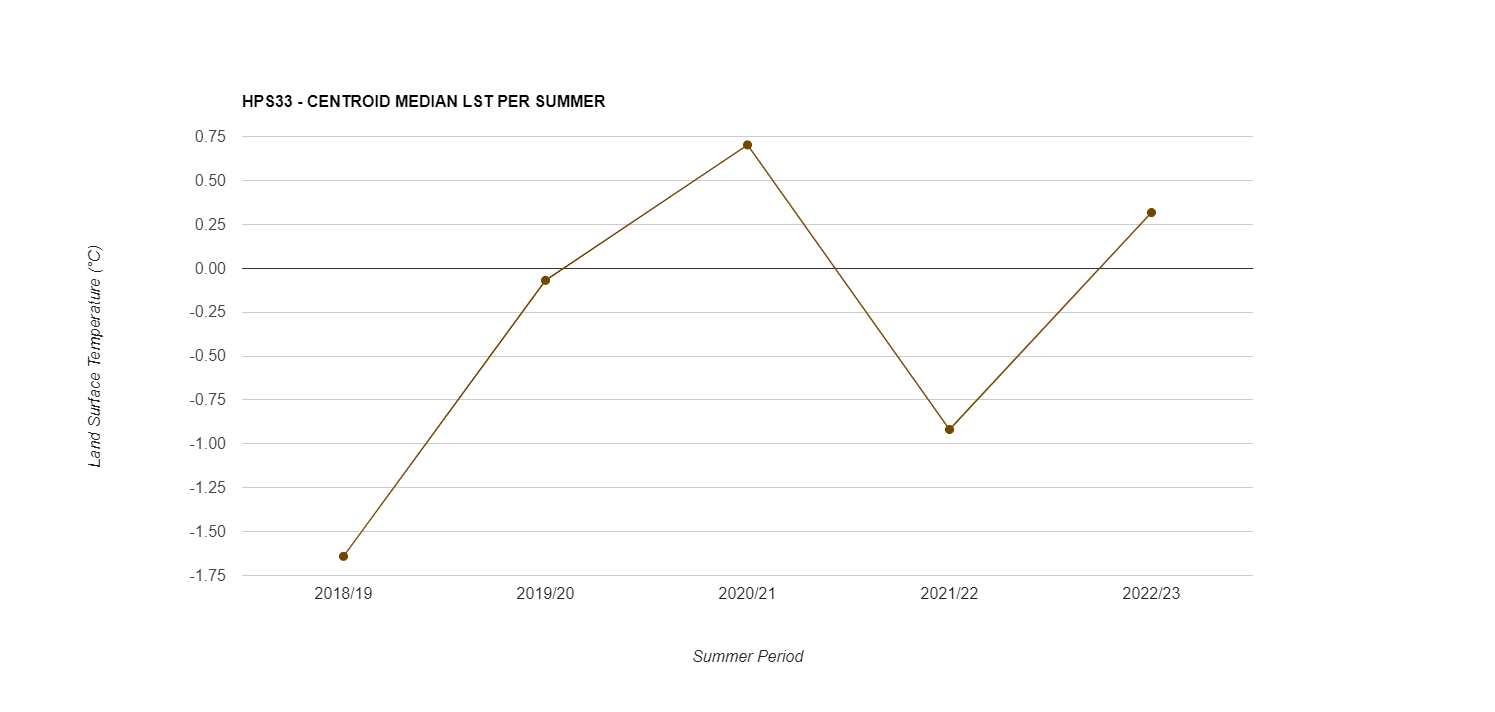 HPS33 - CENTROID MEDIAN LST PER SUMMER
0.75
0.50
0.25
0.00
-0.25
-0.50
-0.75
-1.00
-1.25
-1.50
-1.75
Land Surface Temperature (°C)
2018/19 2019/20 2020/21 2021/22 2022/23
Summer Period